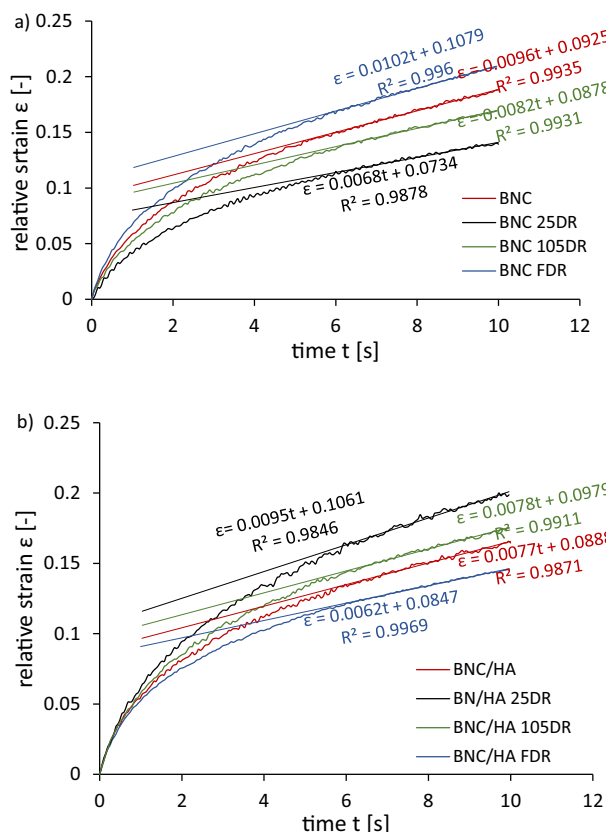 a)
0.25
0.2
0.15
0.1
0.05
0
relative srtain ε [-]
ε = 0.0102t + 0.1079
R² = 0.996
ε = 0.0096t + 0.0925
R² = 0.9935
ε = 0.0082t + 0.0878
R² = 0.9931
ε = 0.0068t + 0.0734
R² = 0.9878
BNC
BNC 25DR
BNC 105DR
BNC FDR
0 2 4 6 8 10 12
time t [s]
b)
0.25
0.2
0.15
0.1
0.05
0
relative strain ε [-]
ε= 0.0095t + 0.1061
R² = 0.9846
ε = 0.0078t + 0.0979
R² = 0.9911
ε = 0.0077t + 0.0888
R² = 0.9871
ε = 0.0062t + 0.0847
R² = 0.9969
BNC/HA
BN/HA 25DR
BNC/HA 105DR
BNC/HA FDR
0 2 4 6 8 10 12
time t [s]